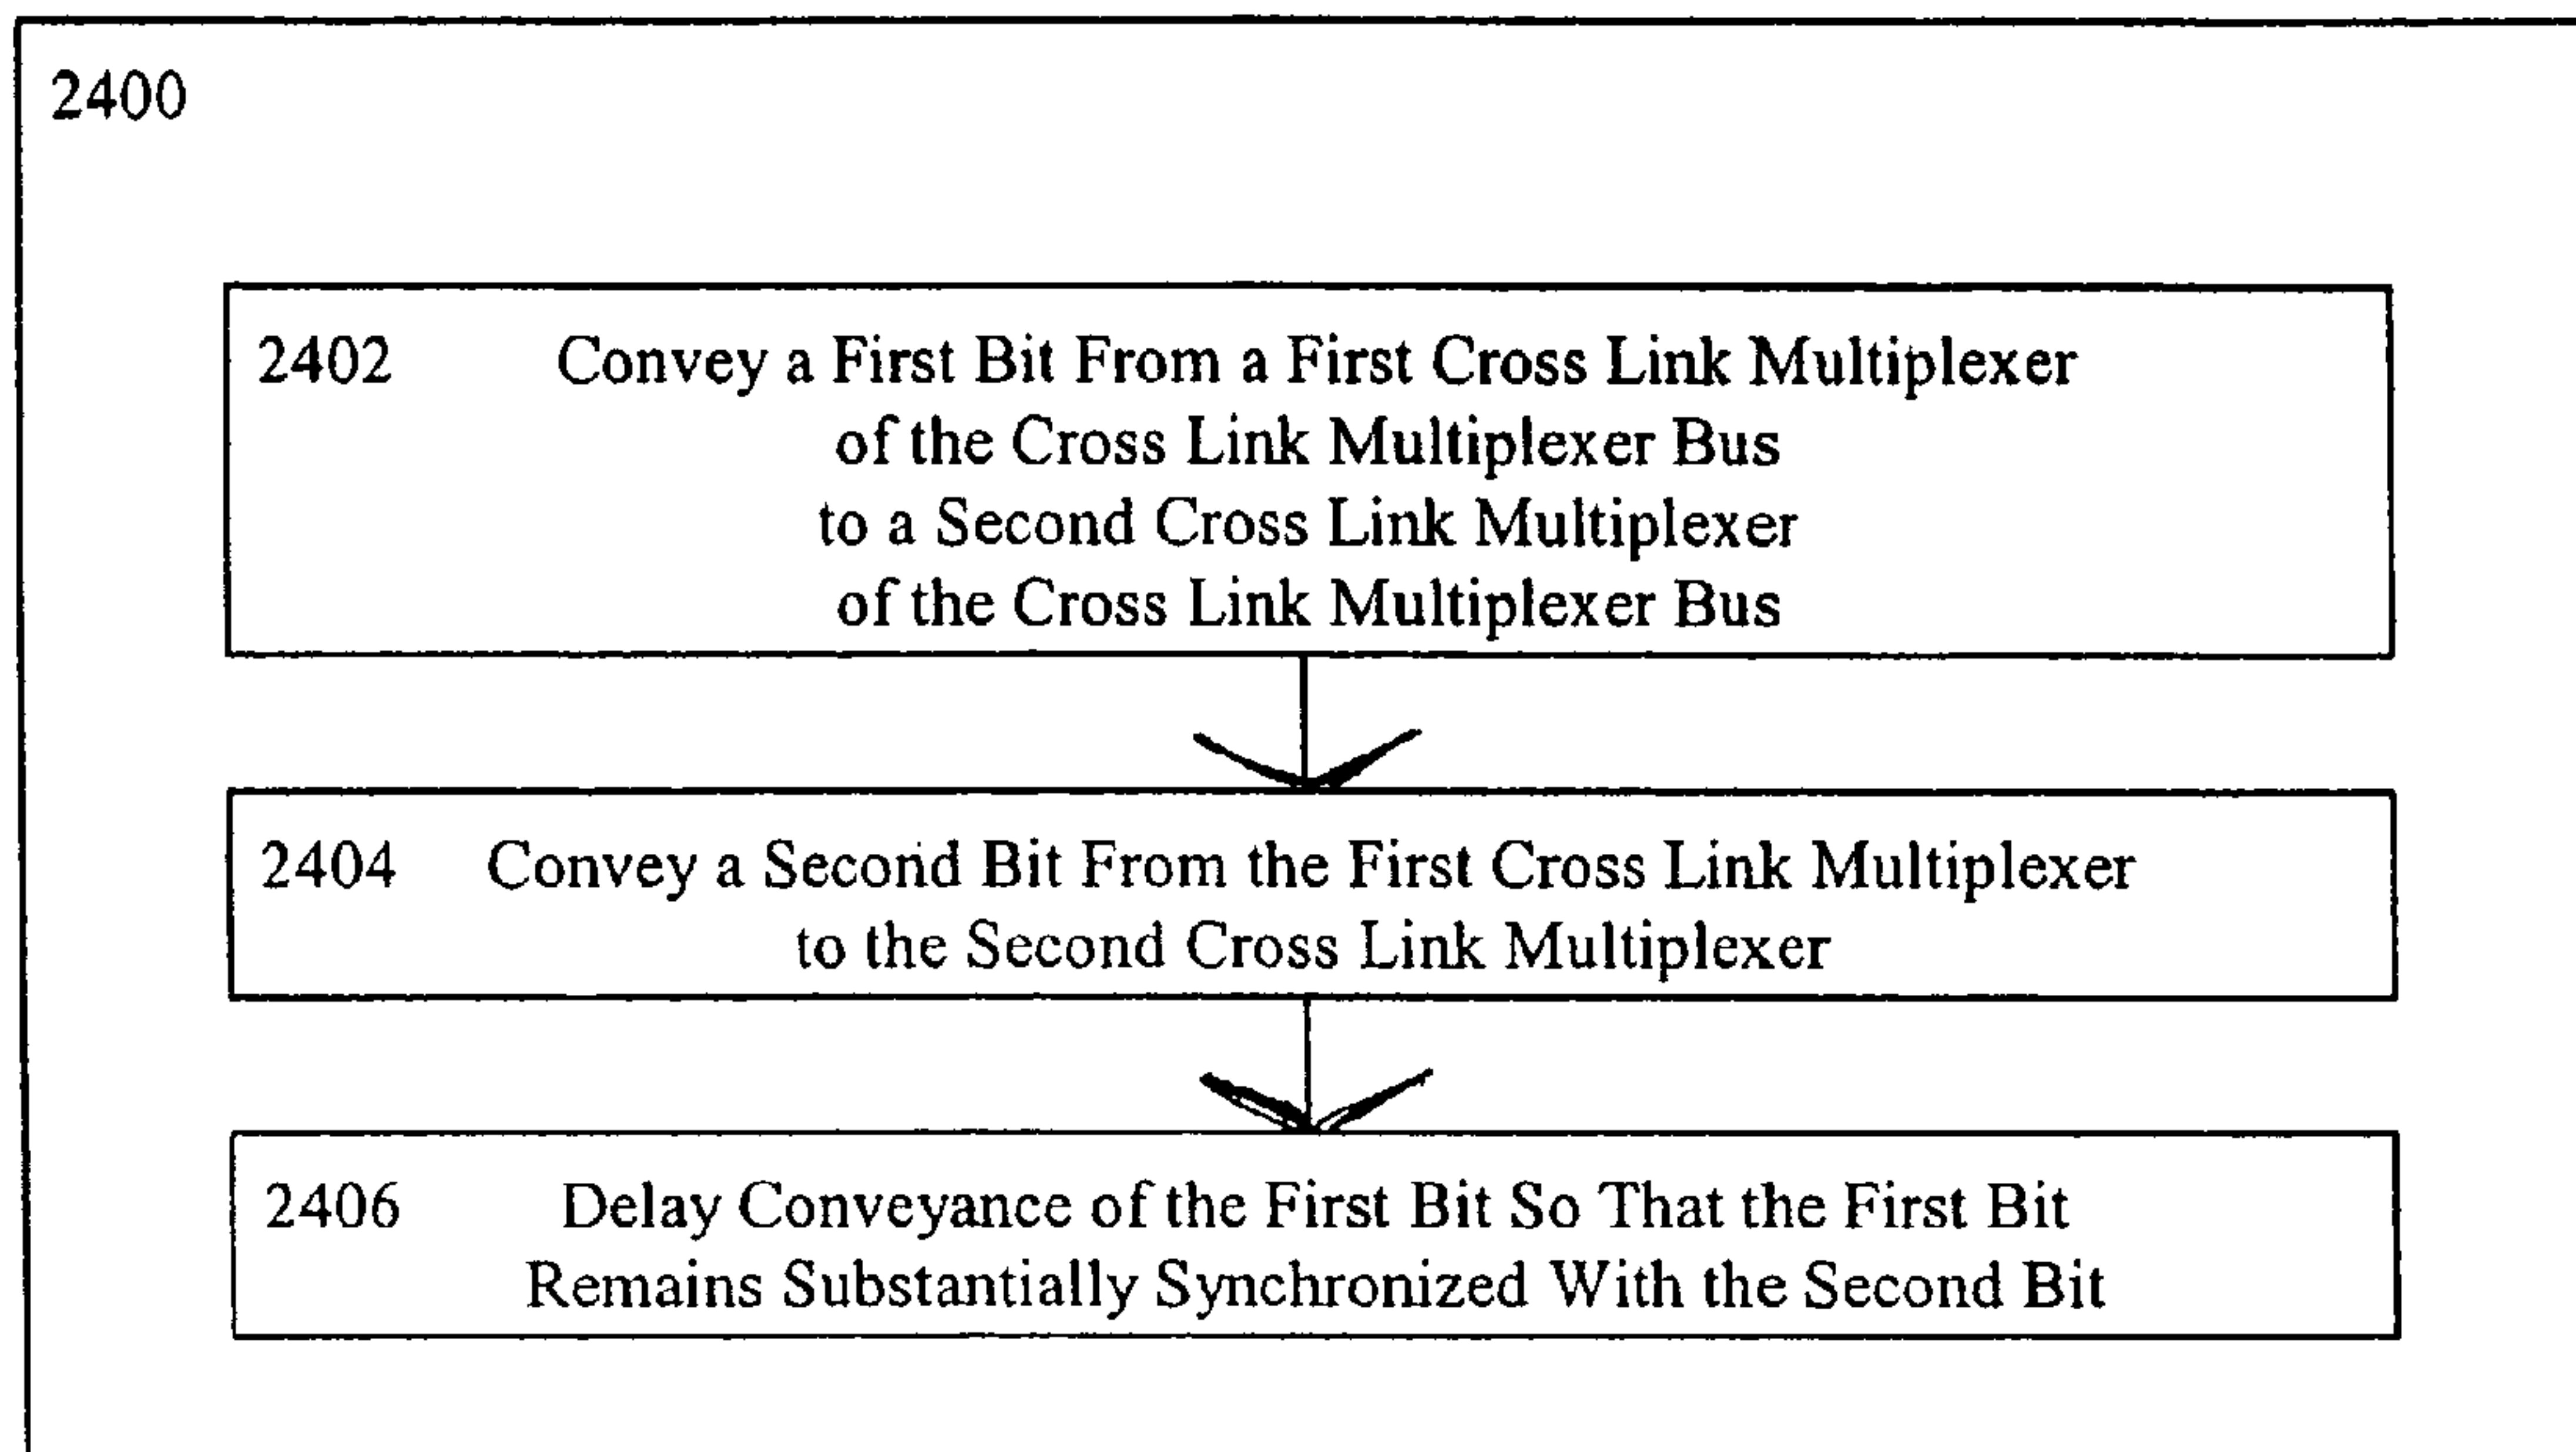 2400
2402 Convey a First Bit From a First Cross Link Multiplexer
of the Cross Link Multiplexer Bus
to a Second Cross Link Multiplexer
of the Cross Link Multiplexer Bus
2404 Convey a Second Bit From the First Cross Link Multiplexer
to the Second Cross Link Multiplexer
2406 Delay Conveyance of the First Bit So That the First Bit
Remains Substantially Synchronized With the Second Bit